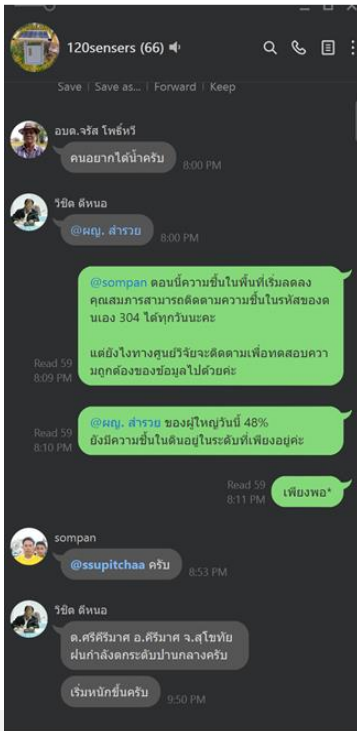 120sensers (66)
Save | Save as... | Forward | Keep
อบต.จรัส โพธิ์ทวี
คนอยากได้น้ำครับ
8:00 PM
วิชิต ดีหนอ
@ผญ. สำรวย
8:00 PM
@sompan ตอนนี้ความชื้นในพื้นที่เริ่มลดลง
คุณสมภารสามารถติดตามความชื้นในรหัสของต
นเอง 304 ได้ทุกวันนะคะ
แต่ยังไงทางศูนย์วิจัยจะติดตามเพื่อทดสอบควา
มถูกต้องของข้อมูลไปด้วยค่ะ
Read 59
8:09 PM
@ผญ. สำรวย ของผู้ใหญ่วันนี้ 48%
ยังมีความชื้นในดินอยู่ในระดับที่เพียงอยู่ค่ะ
Read 59
8:10 PM
เพียงพอ*
Read 59
8:11 PM
sompan
@ssupitchaa ครับ
8:53 PM
วิชิต ดีหนอ
ต.ศรีคีรีมาศ อ.คีรีมาศ จ.สุโขทัย
ฝนกำลังตกระดับปานกลางครับ
เริ่มหนักขึ้นครับ
9:50 PM